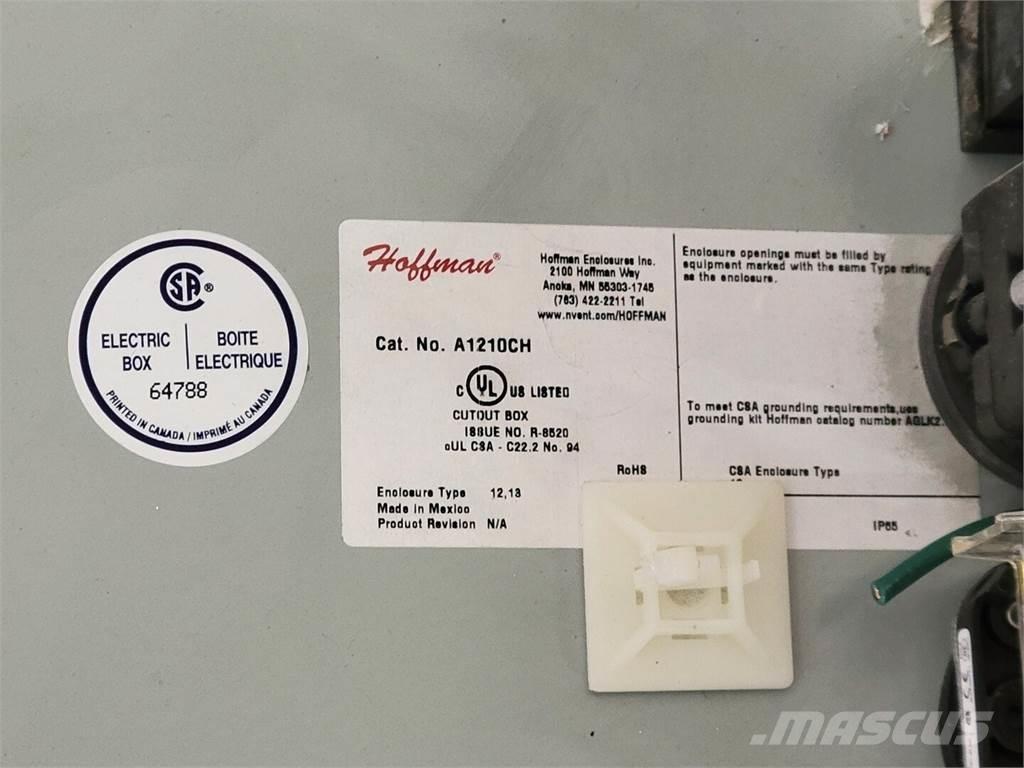 CSA ®
ELECTRIC BOX
BOITE ELECTRIQUE
64788
PRINTED IN CANADA / IMPRIMÉ AU CANADA
Hoffman®
Hoffman Enclosures Inc.
2100 Hoffman Way
Anoka, MN 55303-1745
(763) 422-2211 Tel
www.nvent.com/HOFFMAN
Cat. No. A1210CH
C UL US LISTED
CUTOUT BOX
ISSUE NO. R-6520
cUL CSA - C22.2 No. 94
RoHS
Enclosure Type 12,13
Made in Mexico
Product Revision N/A
Enclosure openings must be filled by
equipment marked with the same Type rating
as the enclosure.
To meet CSA grounding requirements,use
grounding kit Hoffman catalog number AGLK2.
CSA Enclosure Type
IP65
MASCUS